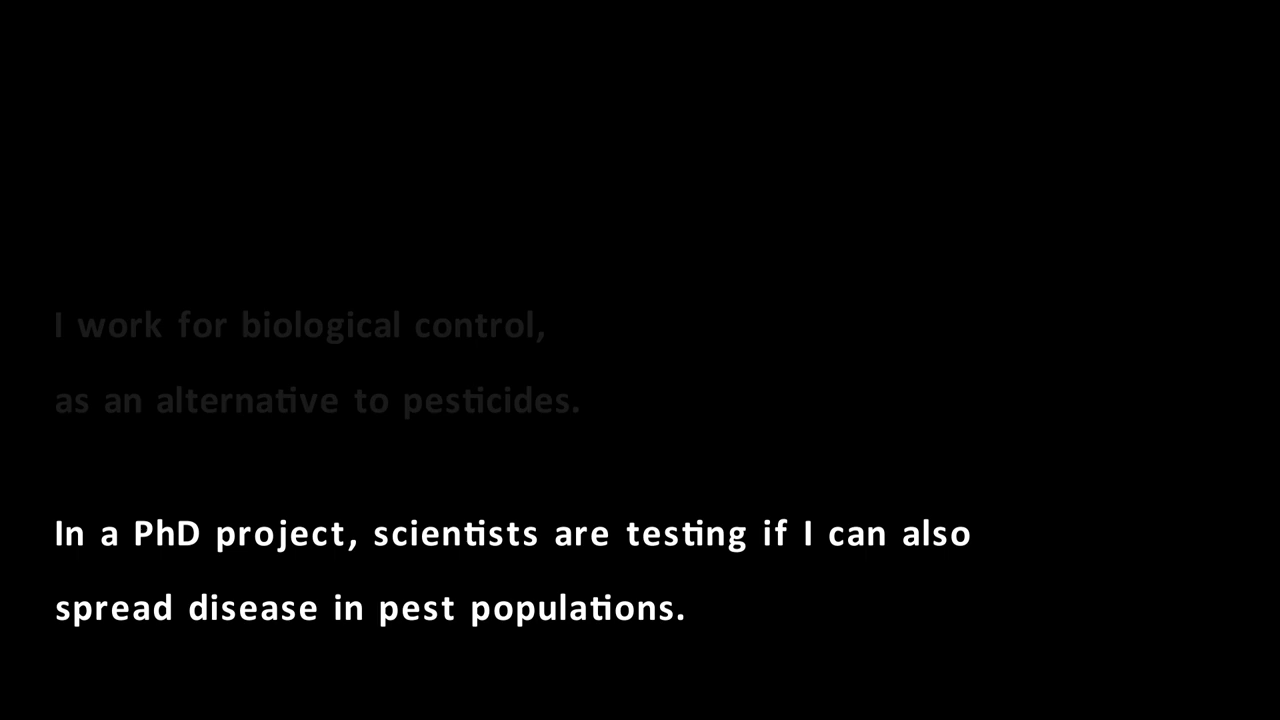 I work for biological control,
as an alternative to pesticides.
In a PhD project, scientists are testing if I can also
spread disease in pest populations.